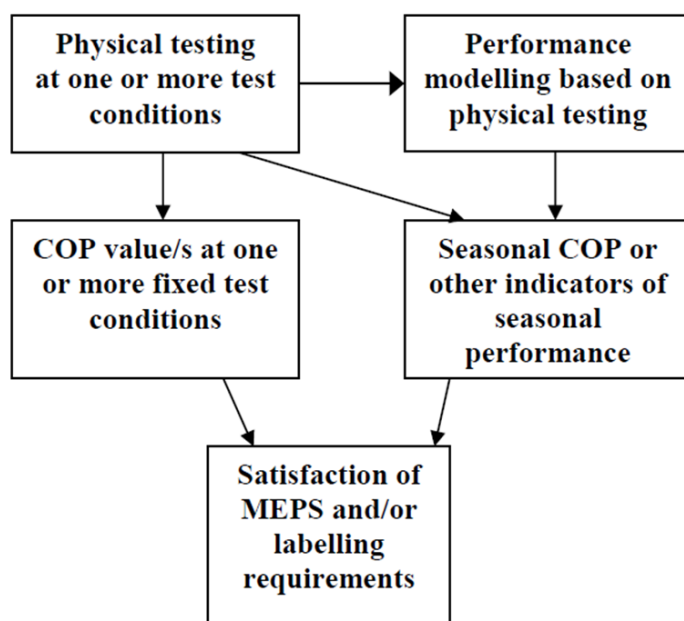 Physical testing
at one or more test
conditions
Performance
modelling based on
physical testing
COP value/s at one
or more fixed test
conditions
Seasonal COP or
other indicators of
seasonal
performance
Satisfaction of
MEPS and/or
labelling
requirements